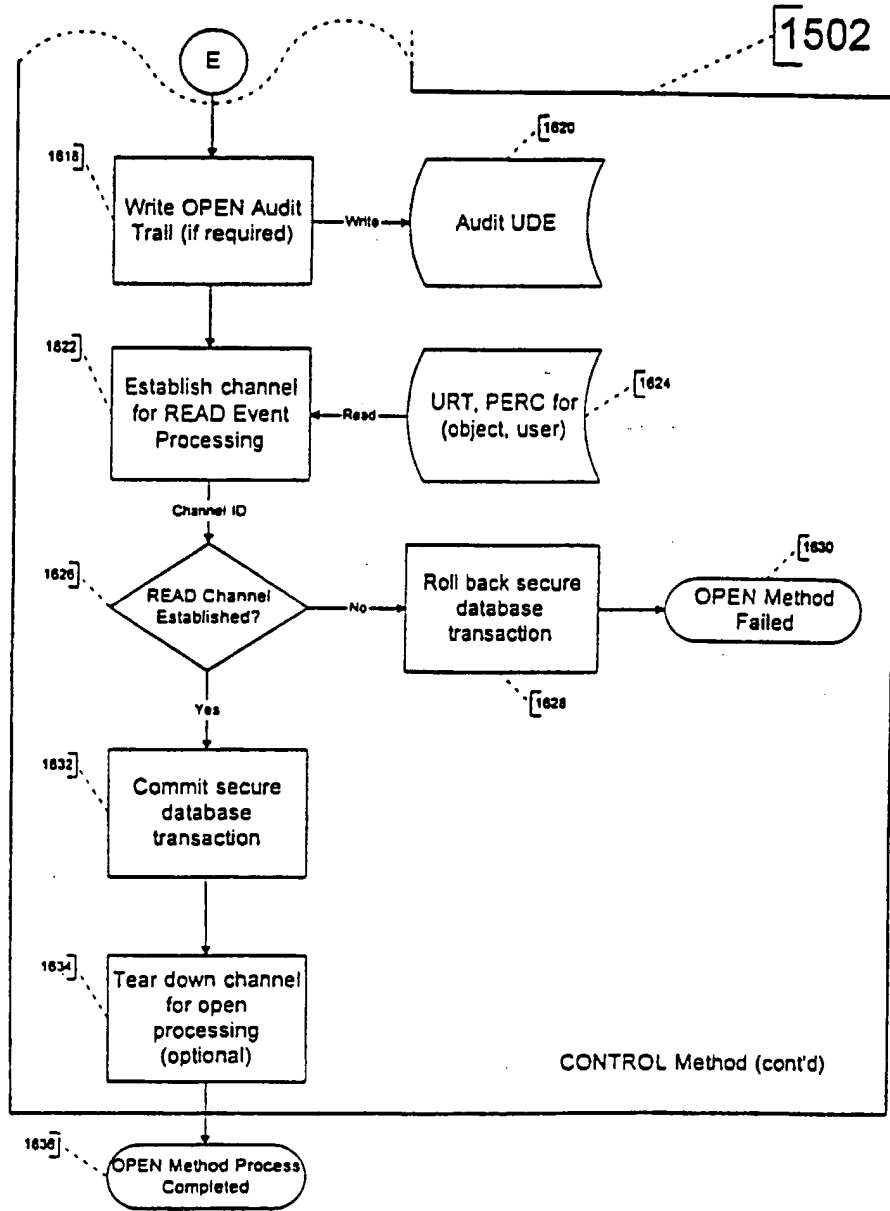 1502
E
1618
Write OPEN Audit
Trail (if required)
Write
1620
Audit UDE
1622
Establish channel
for READ Event
Processing
Read
URT, PERC for
(object, user)
1624
Channel ID
1626
READ Channel
Established?
No
Roll back secure
database
transaction
1628
1630
OPEN Method
Failed
Yes
1632
Commit secure
database
transaction
1634
Tear down channel
for open
processing
(optional)
CONTROL Method (cont'd)
1636
OPEN Method Process
Completed